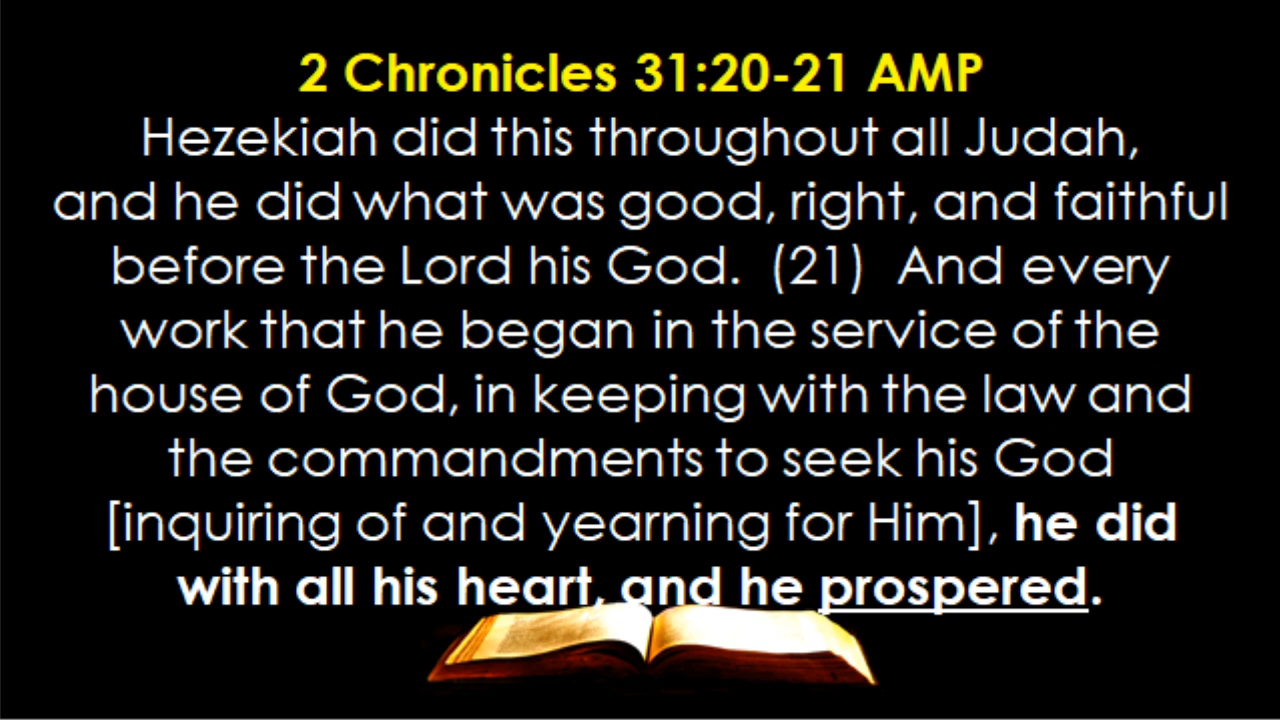 2 Chronicles 31:20-21 AMP
Hezekiah did this throughout all Judah,
and he did what was good, right, and faithful
before the Lord his God. (21) And every
work that he began in the service of the
house of God, in keeping with the law and
the commandments to seek his God
[inquiring of and yearning for Him], he did
with all his heart, and he prospered.